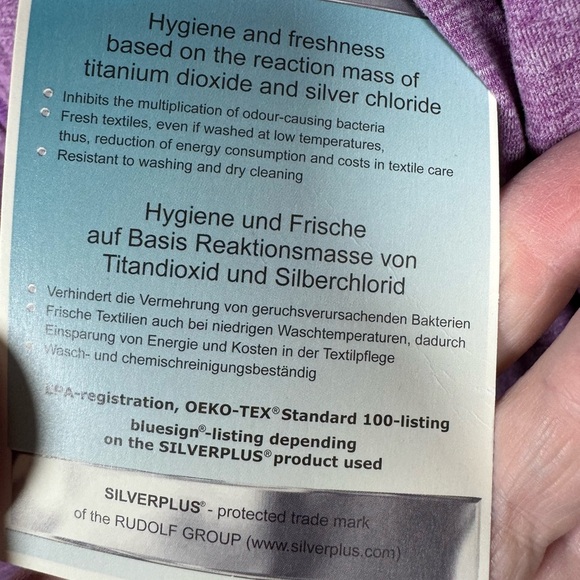 Hygiene and freshness
based on the reaction mass of
titanium dioxide and silver chloride
Inhibits the multiplication of odour-causing bacteria
Fresh textiles, even if washed at low temperatures,
thus, reduction of energy consumption and costs in textile care
Resistant to washing and dry cleaning
Hygiene und Frische
auf Basis Reaktionsmasse von
Titandioxid und Silberchlorid
Verhindert die Vermehrung von geruchsverursachenden Bakterien
Frische Textilien auch bei niedrigen Waschtemperaturen, dadurch
Einsparung von Energie und Kosten in der Textilpflege
Wasch- und chemischreinigungsbeständig
EPA-registration, OEKO-TEX® Standard 100-listing
bluesign®-listing depending
on the SILVERPLUS® product used
SILVERPLUS® - protected trade mark
of the RUDOLF GROUP (www.silverplus.com)